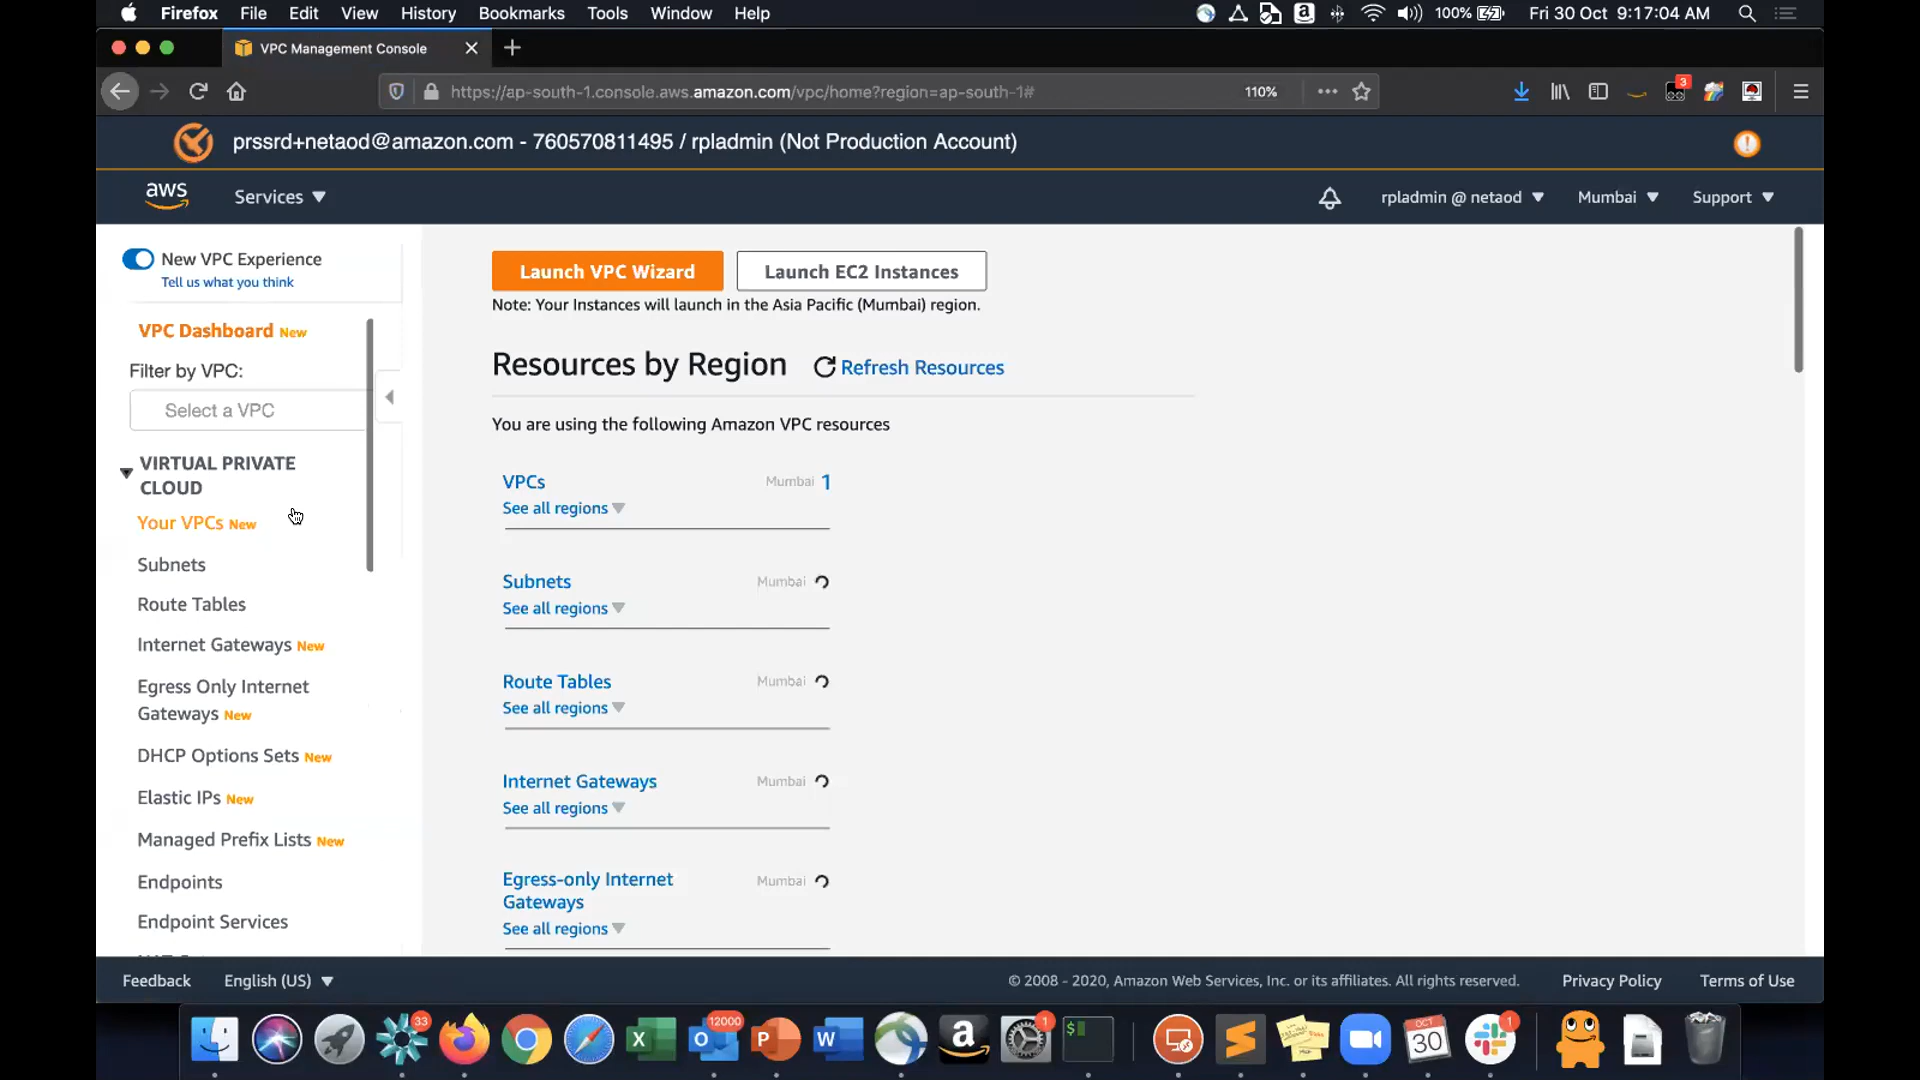 Firefox File Edit View History Bookmarks Tools Window Help 100% Fri 30 Oct 9:17:04 AM
VPC Management Console
https://ap-south-1.console.aws.amazon.com/vpc/home?region=ap-south-1# 110% 3
prssrd+netaod@amazon.com - 760570811495 / rpladmin (Not Production Account)
aws Services rpladmin @ netaod Mumbai Support
New VPC Experience
Tell us what you think
VPC Dashboard New
Filter by VPC:
Select a VPC
VIRTUAL PRIVATE
CLOUD
Your VPCs New
Subnets
Route Tables
Internet Gateways New
Egress Only Internet
Gateways New
DHCP Options Sets New
Elastic IPs New
Managed Prefix Lists New
Endpoints
Endpoint Services
Launch VPC Wizard Launch EC2 Instances
Note: Your Instances will launch in the Asia Pacific (Mumbai) region.
Resources by Region Refresh Resources
You are using the following Amazon VPC resources
VPCs Mumbai 1
See all regions
Subnets Mumbai
See all regions
Route Tables Mumbai
See all regions
Internet Gateways Mumbai
See all regions
Egress-only Internet Mumbai
Gateways
See all regions
Feedback English (US) © 2008 - 2020, Amazon Web Services, Inc. or its affiliates. All rights reserved. Privacy Policy Terms of Use
33 12000 1 OCT 30 1